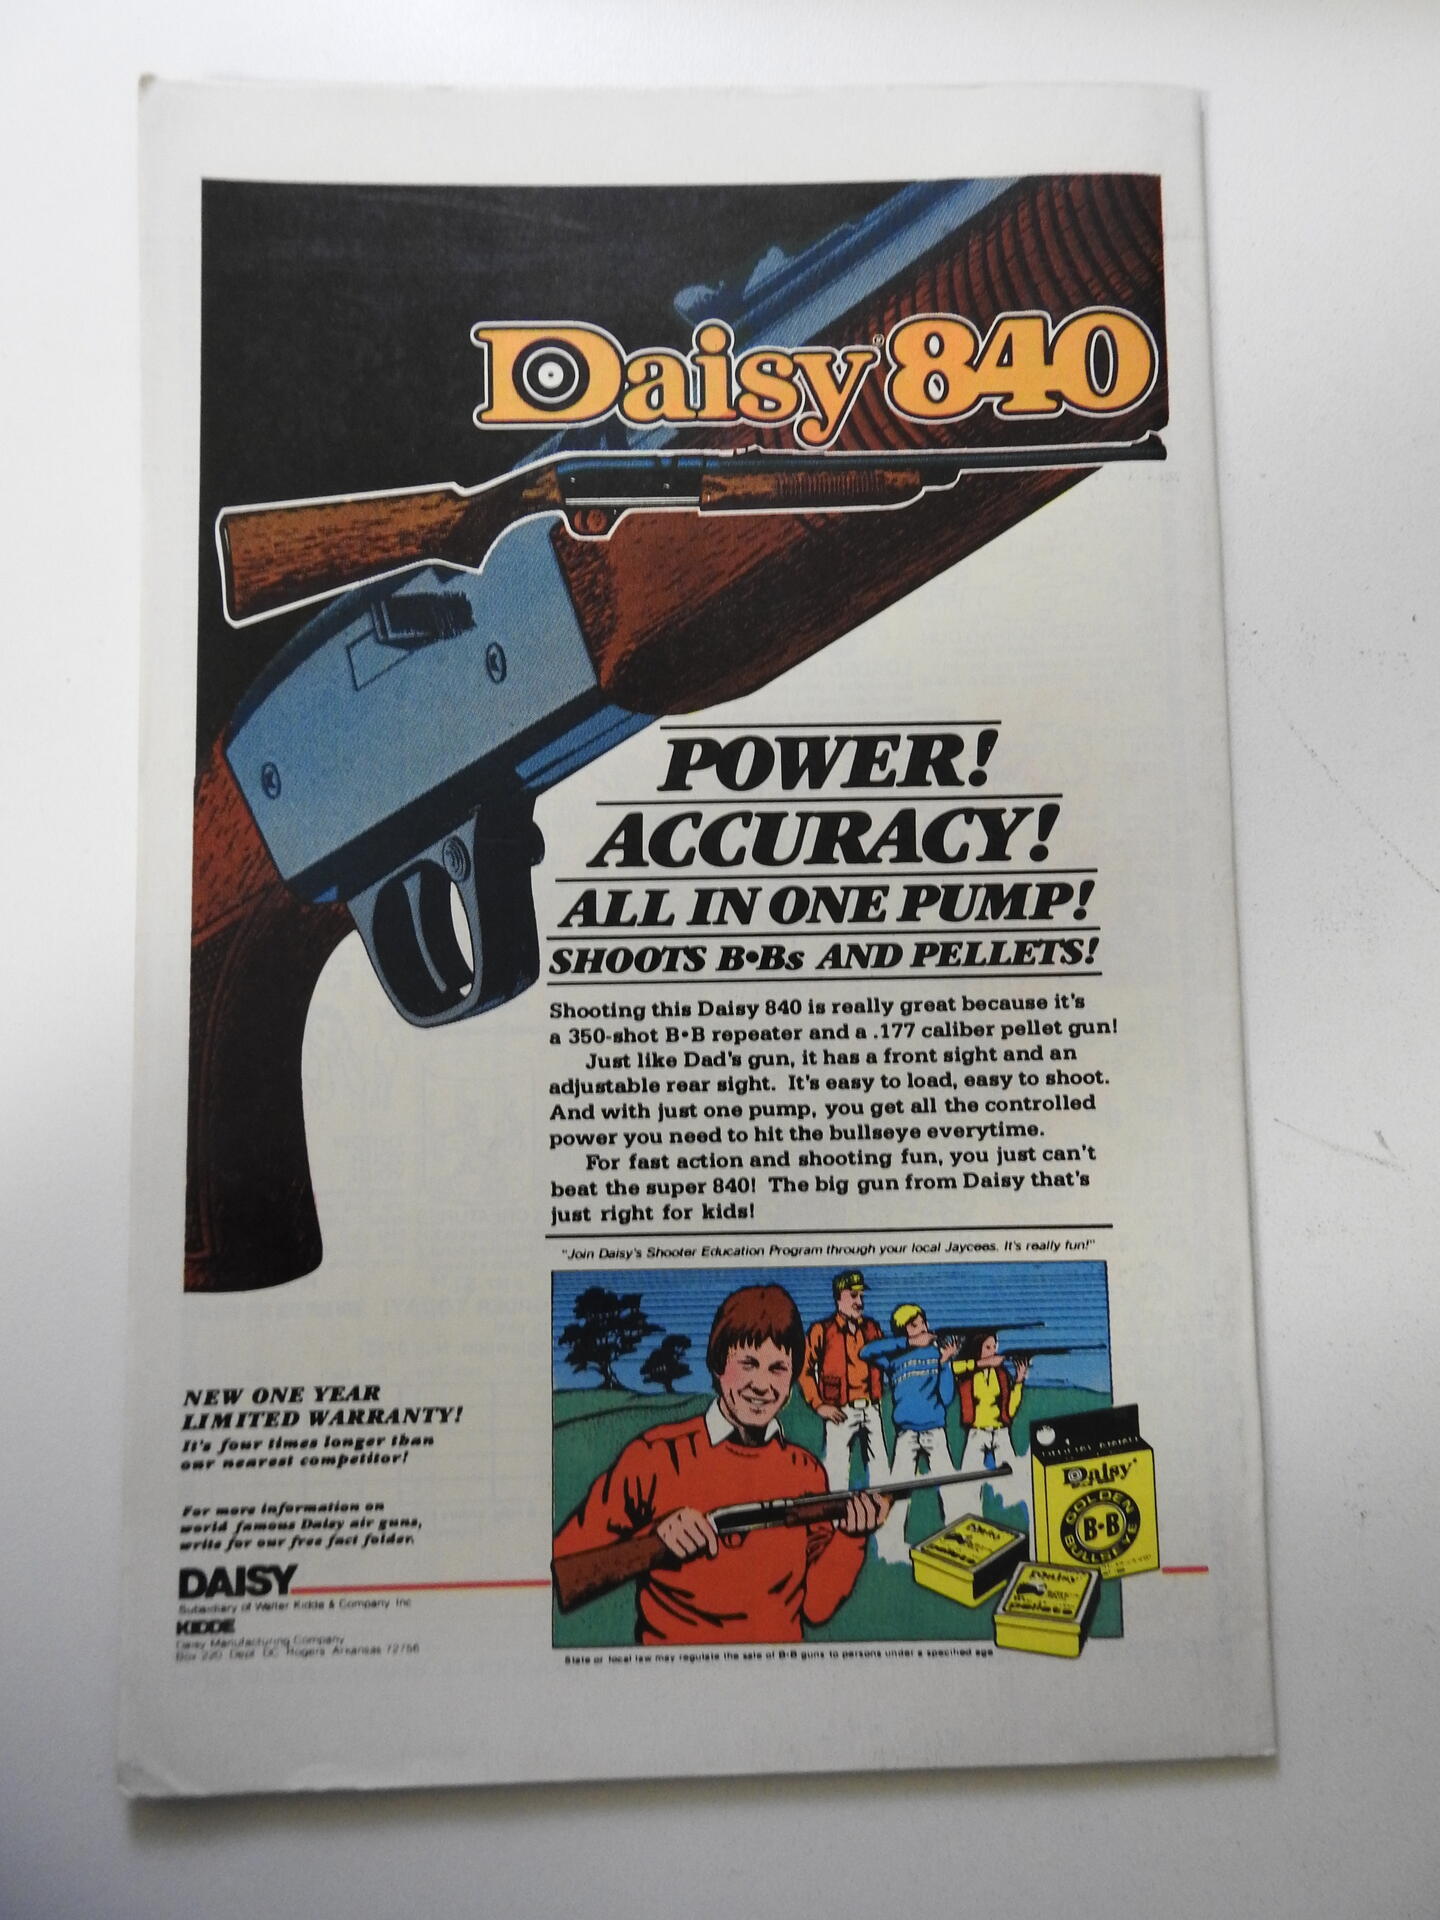 Daisy® 840
POWER!
ACCURACY!
ALL IN ONE PUMP!
SHOOTS B•Bs AND PELLETS!
Shooting this Daisy 840 is really great because it's
a 350-shot B•B repeater and a .177 caliber pellet gun!
Just like Dad's gun, it has a front sight and an
adjustable rear sight. It's easy to load, easy to shoot.
And with just one pump, you get all the controlled
power you need to hit the bullseye everytime.
For fast action and shooting fun, you just can't
beat the super 840! The big gun from Daisy that's
just right for kids!
"Join Daisy's Shooter Education Program through your local Jaycees. It's really fun!"
Daisy
GOLDEN
B•B
BULLSEYE
Daisy
pellets
Daisy
pellets
State or local law may regulate the sale of B•B guns to persons under a specified age
NEW ONE YEAR
LIMITED WARRANTY!
It's four times longer than
our nearest competitor!
For more information on
world famous Daisy air guns,
write for our free fact folder.
DAISY
Subsidiary of Walter Kidde & Company, Inc
KIDDE
Daisy Manufacturing Company
Box 220 Dept. DC Rogers, Arkansas 72756